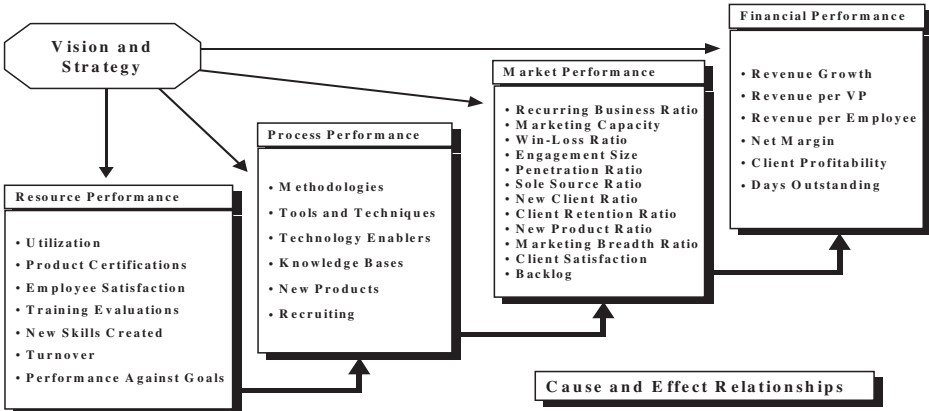 Vision and
Strategy
Financial Performance
• Revenue Growth
• Revenue per VP
• Revenue per Employee
• Net Margin
• Client Profitability
• Days Outstanding
Market Performance
• Recurring Business Ratio
• Marketing Capacity
• Win-Loss Ratio
• Engagement Size
• Penetration Ratio
• Sole Source Ratio
• New Client Ratio
• Client Retention Ratio
• New Product Ratio
• Marketing Breadth Ratio
• Client Satisfaction
• Backlog
Process Performance
• Methodologies
• Tools and Techniques
• Technology Enablers
• Knowledge Bases
• New Products
• Recruiting
Resource Performance
• Utilization
• Product Certifications
• Employee Satisfaction
• Training Evaluations
• New Skills Created
• Turnover
• Performance Against Goals
Cause and Effect Relationships